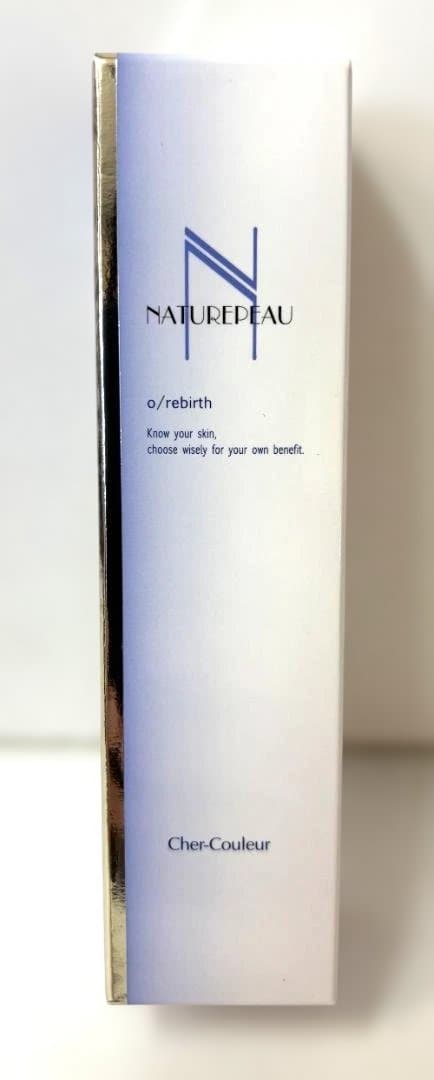 N
NATUREPEAU
o/rebirth
Know your skin,
choose wisely for your own benefit.
Cher-Couleur